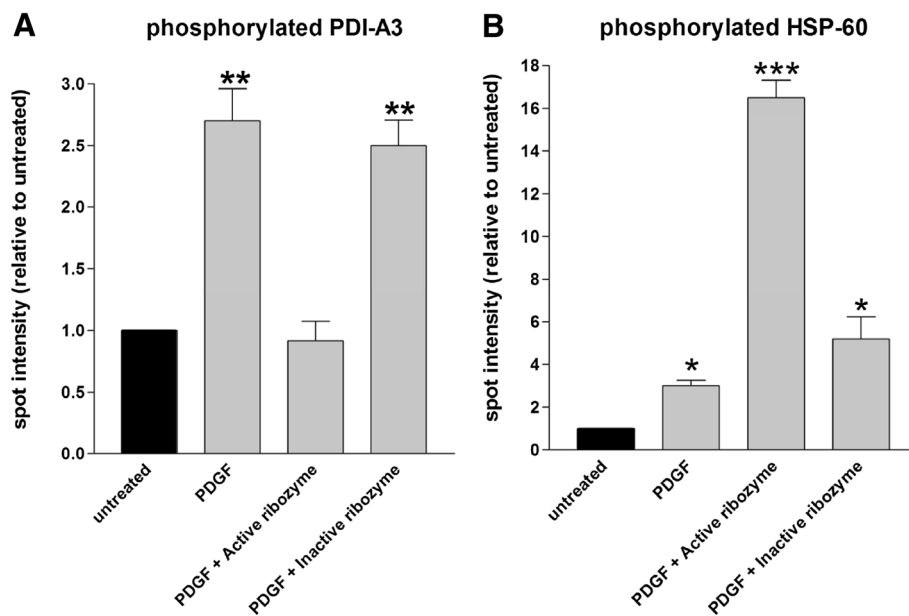 A
phosphorylated PDI-A3
spot intensity (relative to untreated)
3.0
2.5
2.0
1.5
1.0
0.5
0.0
**
**
untreated
PDGF
PDGF + Active ribozyme
PDGF + Inactive ribozyme
B
phosphorylated HSP-60
spot intensity (relative to untreated)
18
16
14
12
10
8
6
4
2
0
*
***
*
untreated
PDGF
PDGF + Active ribozyme
PDGF + Inactive ribozyme